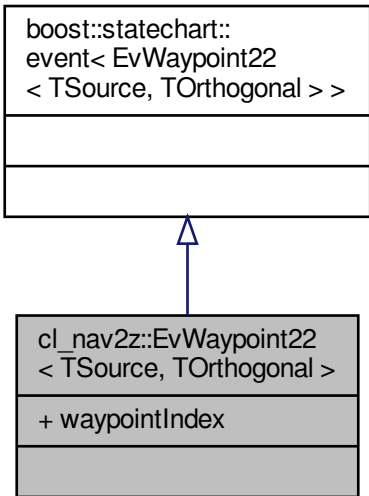 boost::statechart::
event< EvWaypoint22
< TSource, TOrthogonal > >
cl_nav2z::EvWaypoint22
< TSource, TOrthogonal >
+ waypointIndex